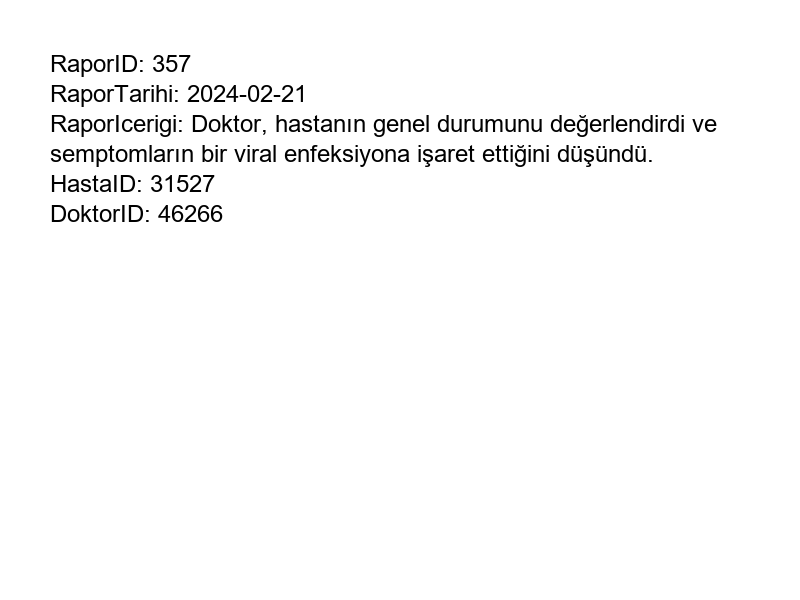 RaporID: 357
RaporTarihi: 2024-02-21
RaporIcerigi: Doktor, hastanın genel durumunu değerlendirdi ve
semptomların bir viral enfeksiyona işaret ettiğini düşündü.
HastaID: 31527
DoktorID: 46266